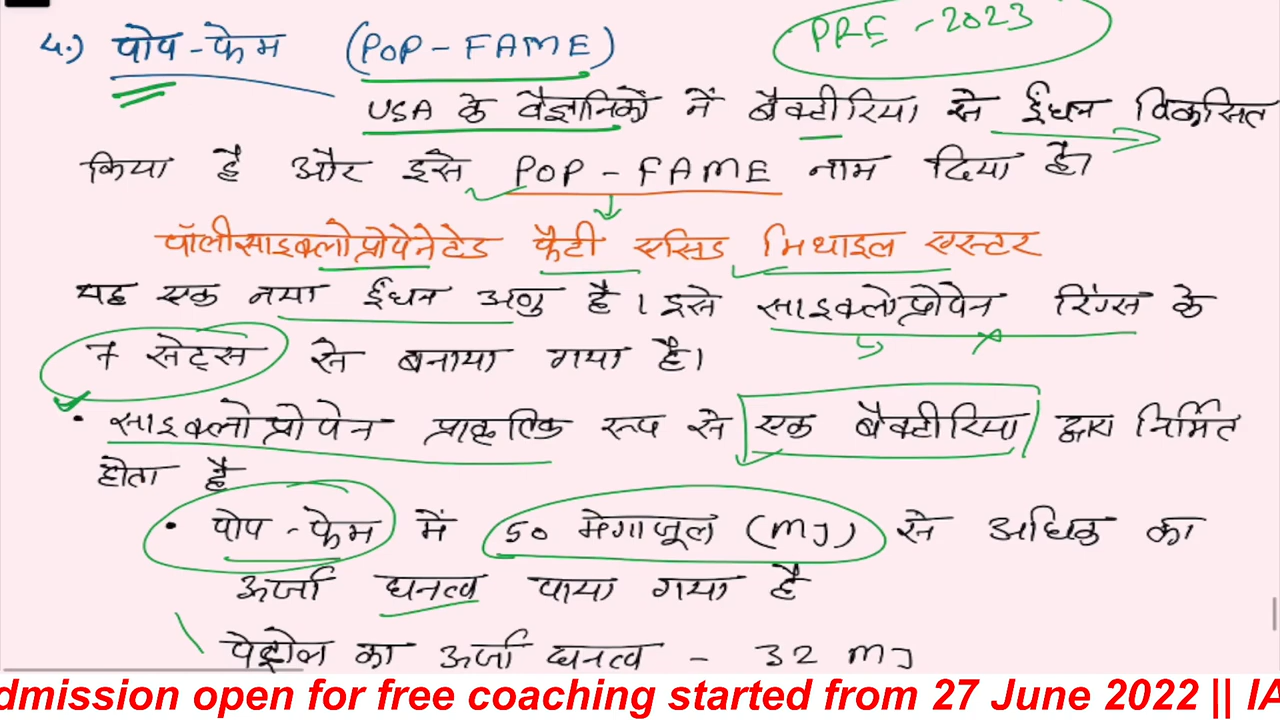 4.) पोप-फेम (POP-FAME)
PRE-2023
USA के वैज्ञानिकों नें बैक्टीरिया से ईंधन विकसित
किया है और इसे POP-FAME नाम दिया है।
पॉलीसाइक्लोप्रोपेनेटेड फैटी एसिड मिथाइल एस्टर
यह एक नया ईंधन अणु है। इसे साइक्लोप्रोपेन रिंग्स के
7 सेट्स से बनाया गया है।
• साइक्लोप्रोपेन प्राकृतिक रूप से एक बैक्टीरिया द्वारा निर्मित
होता है
• पोप-फेम में 50 मेगाजूल (MJ) से अधिक का
ऊर्जा घनत्व पाया गया है
पेट्रोल का ऊर्जा घनत्व - 32 MJ
dmission open for free coaching started from 27 June 2022 || IA